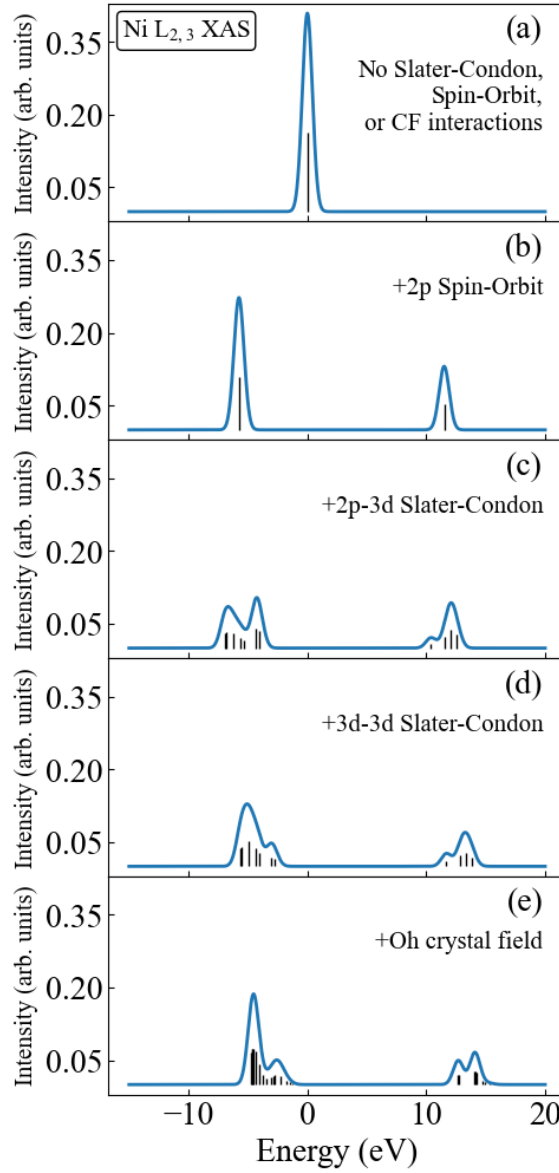 Ni L2, 3 XAS
(a)
No Slater-Condon,
Spin-Orbit,
or CF interactions
Intensity (arb. units)
0.35
0.20
0.05
(b)
+2p Spin-Orbit
Intensity (arb. units)
0.35
0.20
0.05
(c)
+2p-3d Slater-Condon
Intensity (arb. units)
0.35
0.20
0.05
(d)
+3d-3d Slater-Condon
Intensity (arb. units)
0.35
0.20
0.05
(e)
+Oh crystal field
Intensity (arb. units)
0.35
0.20
0.05
−10 0 10 20
Energy (eV)